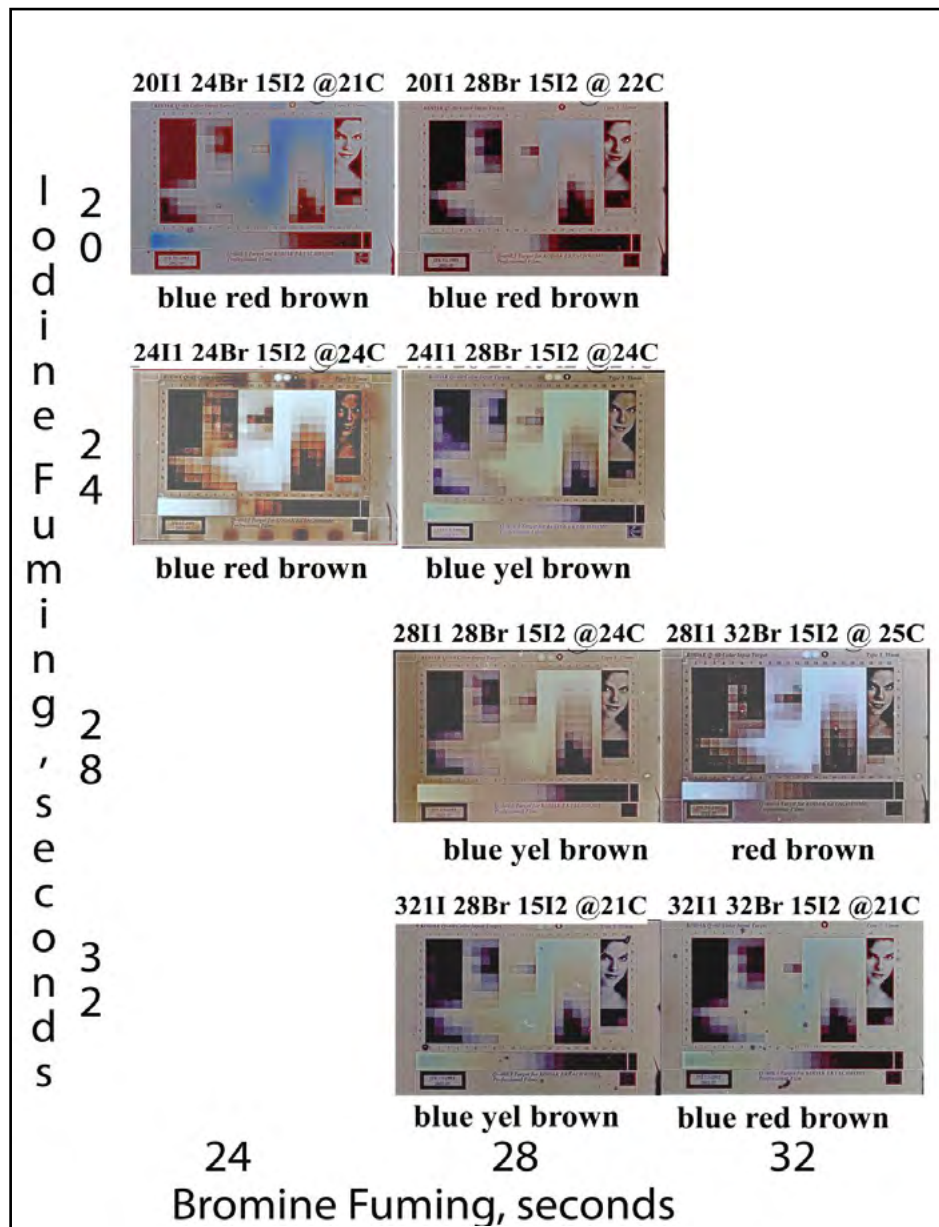 20I1 24Br 15I2 @21C
20I1 28Br 15I2 @ 22C
blue red brown
blue red brown
24I1 24Br 15I2 @24C
24I1 28Br 15I2 @24C
blue red brown
blue yel brown
28I1 28Br 15I2 @24C
28I1 32Br 15I2 @ 25C
blue yel brown
red brown
321I 28Br 15I2 @21C
32I1 32Br 15I2 @21C
blue yel brown
blue red brown
Iodine Fuming, seconds
20
24
28
32
24 28 32
Bromine Fuming, seconds